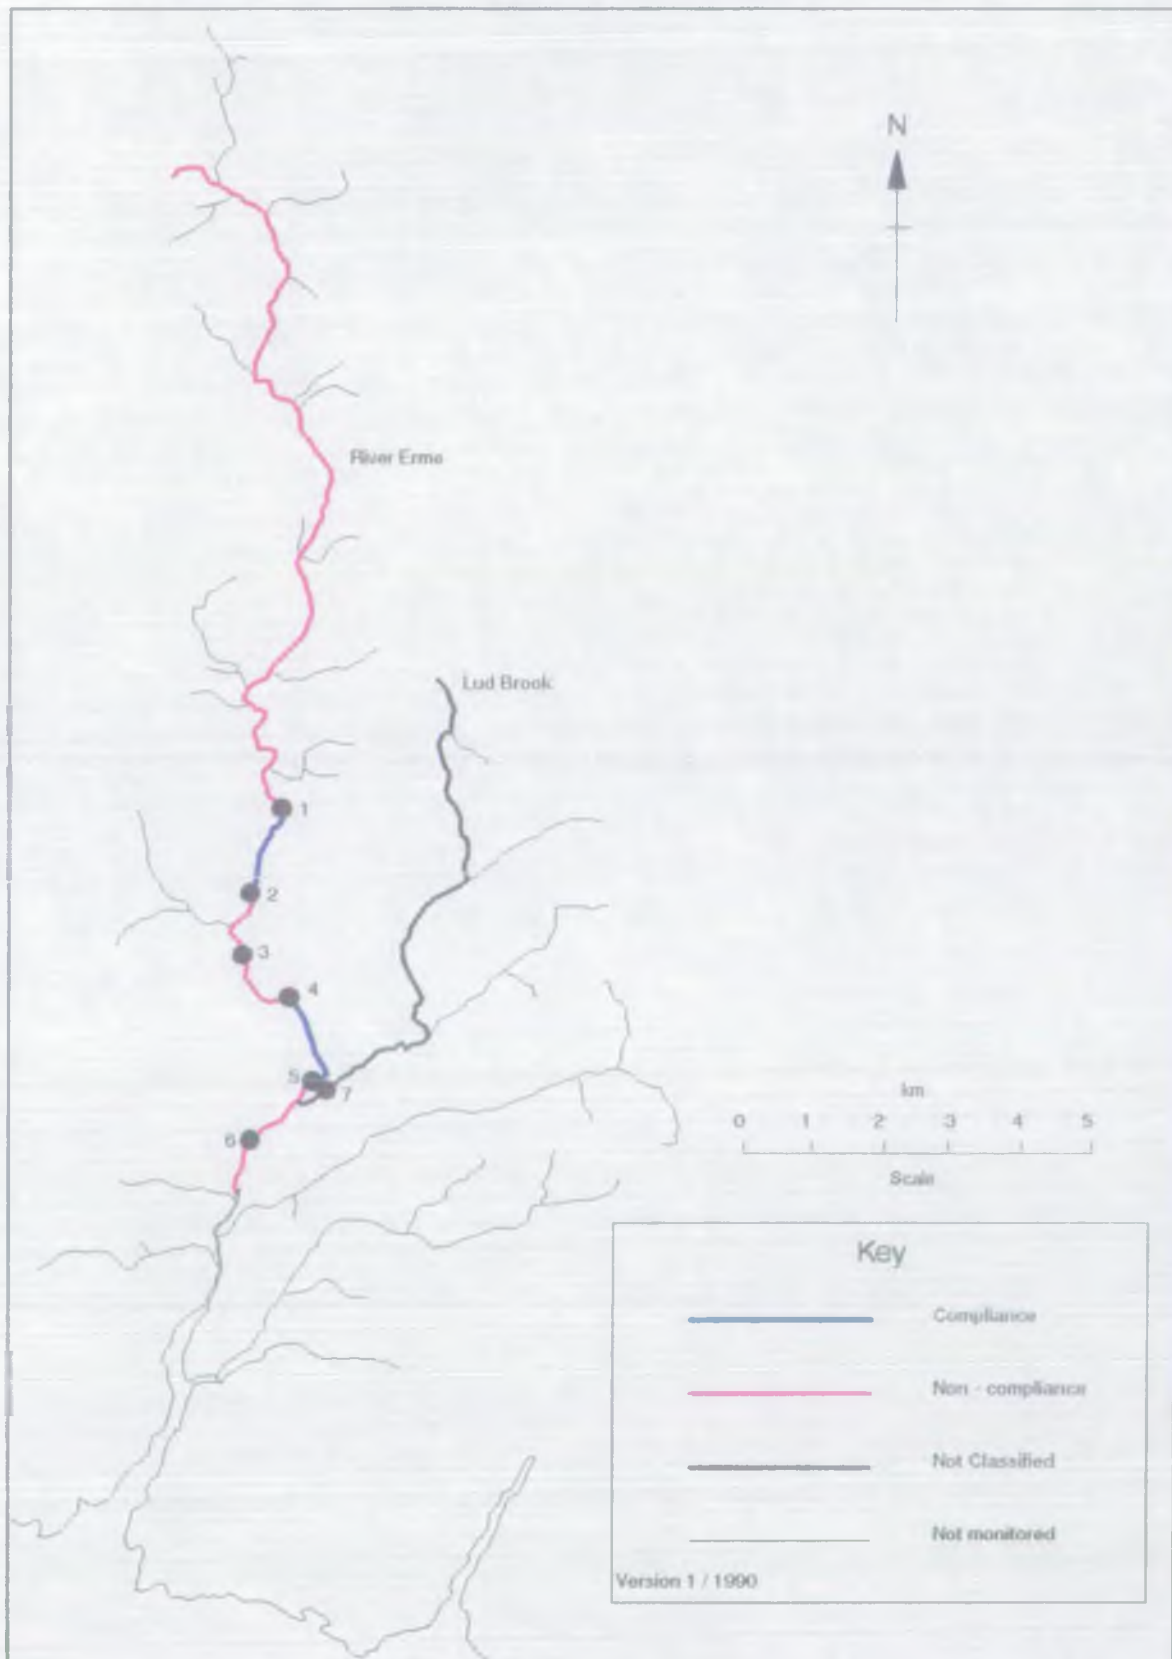 N
River Erme
Lud Brook
1
2
3
4
5
7
6
km
0 1 2 3 4 5
Scale
Key
Compliance
Non - compliance
Not Classified
Not monitored
Version 1 / 1990